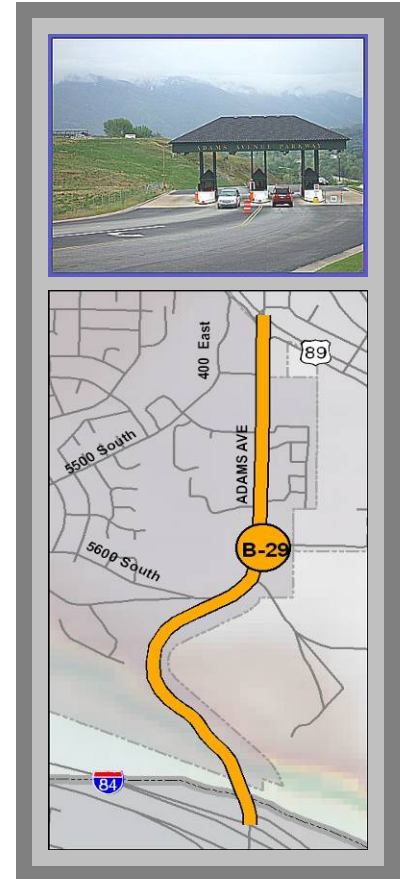 ADAMS AVENUE PARKWAY
89
400 East
ADAMS AVE
5500 South
B-29
5600 South
84